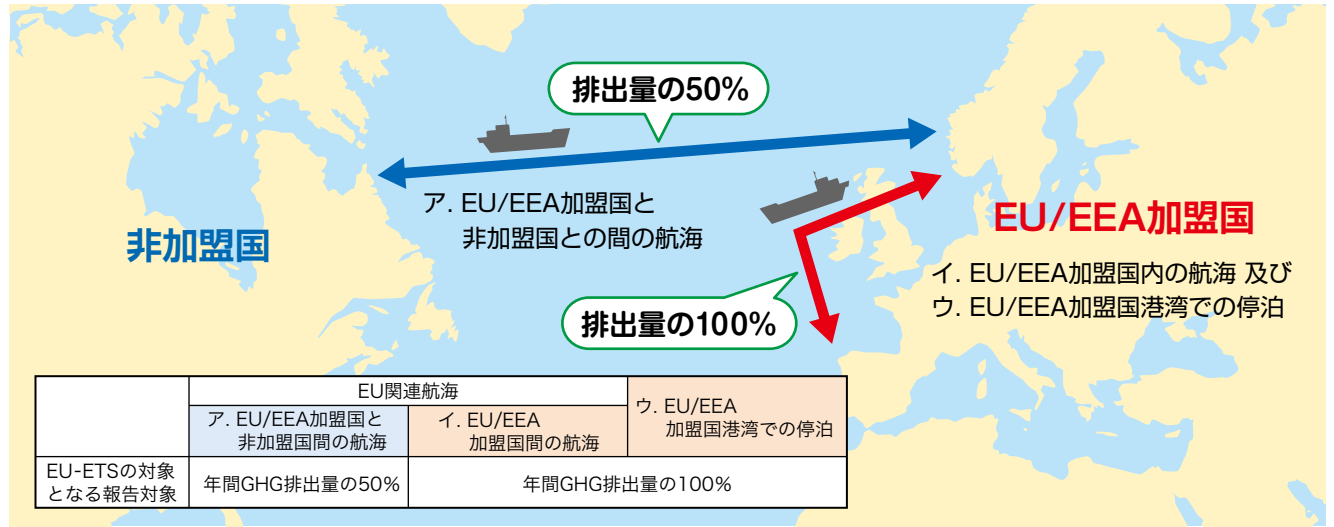 排出量の50%
ア. EU/EEA加盟国と
非加盟国との間の航海
非加盟国
EU/EEA加盟国
イ. EU/EEA加盟国内の航海 及び
ウ. EU/EEA加盟国港湾での停泊
排出量の100%
EU関連航海
ア. EU/EEA加盟国と
非加盟国間の航海
イ. EU/EEA
加盟国間の航海
ウ. EU/EEA
加盟国港湾での停泊
EU-ETSの対象
となる報告対象
年間GHG排出量の50%
年間GHG排出量の100%